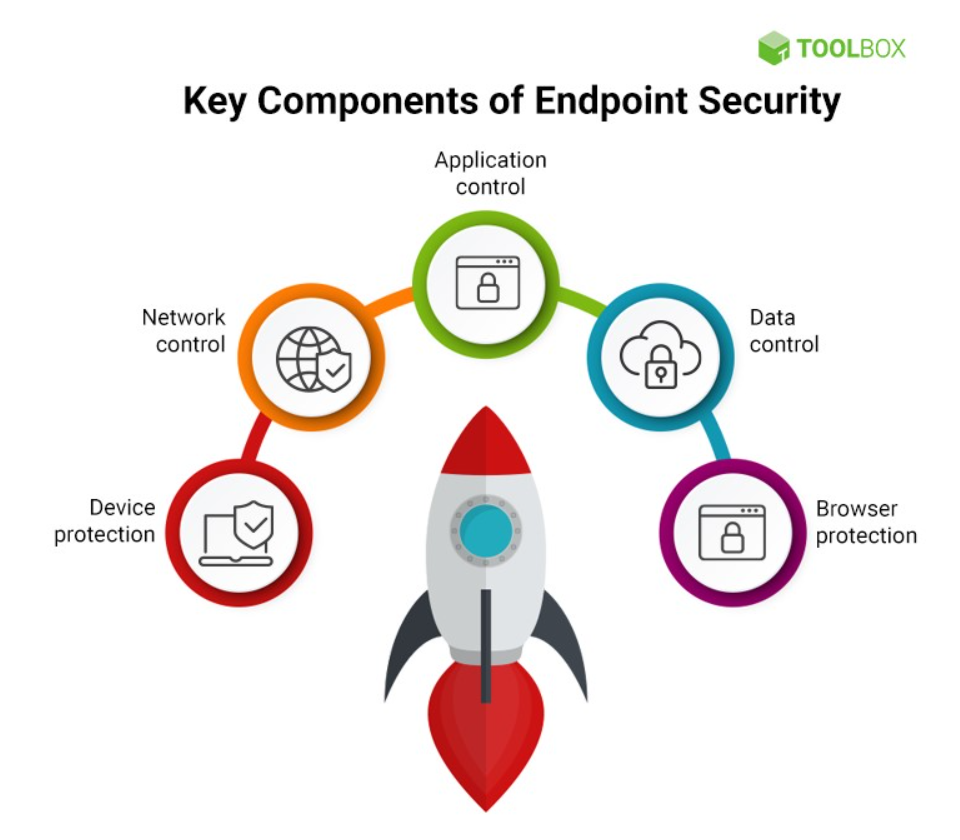 TOOLBOX
Key Components of Endpoint Security
Application
control
Network
control
Data
control
Device
protection
Browser
protection